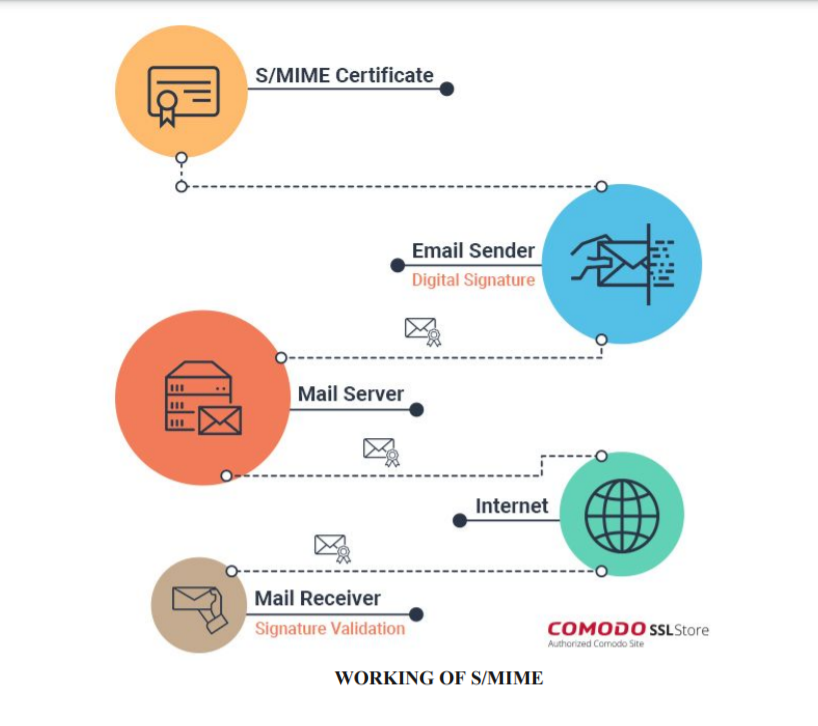 S/MIME Certificate
Email Sender
Digital Signature
Mail Server
Internet
Mail Receiver
Signature Validation
COMODO SSLStore
Authorized Comodo Site
WORKING OF S/MIME